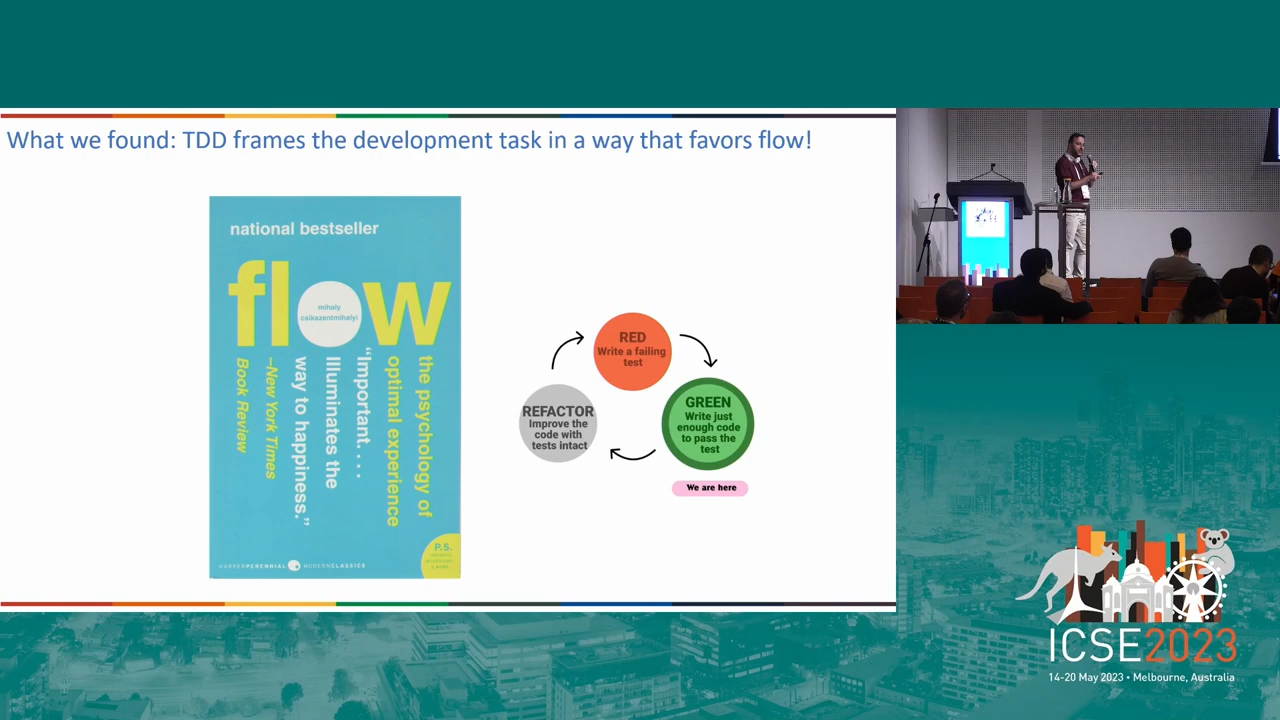 What we found: TDD frames the development task in a way that favors flow!
national bestseller
flow
mihaly
csikszentmihalyi
the psychology of
optimal experience
“Important. . . .
Illuminates the
way to happiness.”
—New York Times
Book Review
P.S.
HARPERPERENNIAL MODERNCLASSICS
RED
Write a failing
test
GREEN
Write just
enough code
to pass the
test
We are here
REFACTOR
Improve the
code with
tests intact
ICSE2023
14-20 May 2023 • Melbourne, Australia